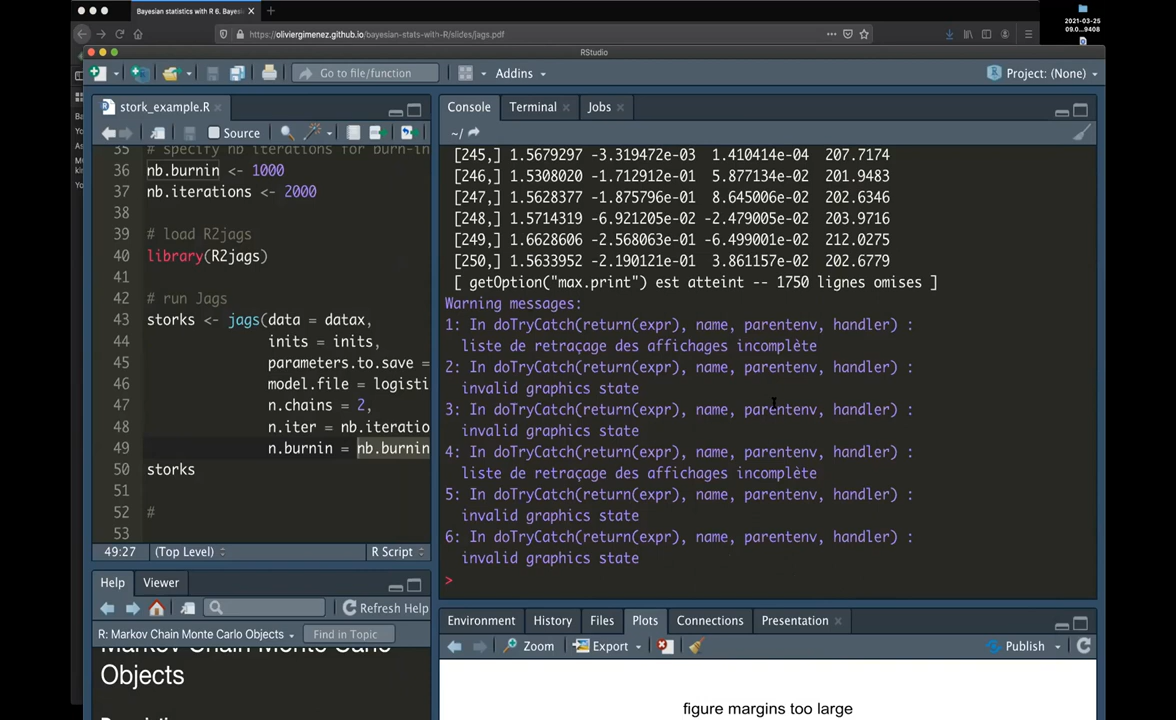 Bayesian statistics with R 6. Bayesi
https://oliviergimenez.github.io/bayesian-stats-with-R/slides/jags.pdf
2021-03-25
09.0...9408
RStudio
Go to file/function
Addins
Project: (None)
stork_example.R
Source
35 # specify nb iterations for burn-in
36 nb.burnin <- 1000
37 nb.iterations <- 2000
38
39 # load R2jags
40 library(R2jags)
41
42 # run Jags
43 storks <- jags(data = datax,
44 inits = inits,
45 parameters.to.save =
46 model.file = logisti
47 n.chains = 2,
48 n.iter = nb.iteratio
49 n.burnin = nb.burnin
50 storks
51
52 #
53
49:27 (Top Level) R Script
Console Terminal Jobs
~/
[245,] 1.5679297 -3.319472e-03 1.410414e-04 207.7174
[246,] 1.5308020 -1.712912e-01 5.877134e-02 201.9483
[247,] 1.5628377 -1.875796e-01 8.645006e-02 202.6346
[248,] 1.5714319 -6.921205e-02 -2.479005e-02 203.9716
[249,] 1.6628606 -2.568063e-01 -6.499001e-02 212.0275
[250,] 1.5633952 -2.190121e-01 3.861157e-02 202.6779
[ getOption("max.print") est atteint -- 1750 lignes omises ]
Warning messages:
1: In doTryCatch(return(expr), name, parentenv, handler) :
liste de retraçage des affichages incomplète
2: In doTryCatch(return(expr), name, parentenv, handler) :
invalid graphics state
3: In doTryCatch(return(expr), name, parentenv, handler) :
invalid graphics state
4: In doTryCatch(return(expr), name, parentenv, handler) :
liste de retraçage des affichages incomplète
5: In doTryCatch(return(expr), name, parentenv, handler) :
invalid graphics state
6: In doTryCatch(return(expr), name, parentenv, handler) :
invalid graphics state
>
Help Viewer
Refresh Help
R: Markov Chain Monte Carlo Objects
Find in Topic
Markov Chain Monte Carlo
Objects
Environment History Files Plots Connections Presentation
Zoom Export Publish
figure margins too large